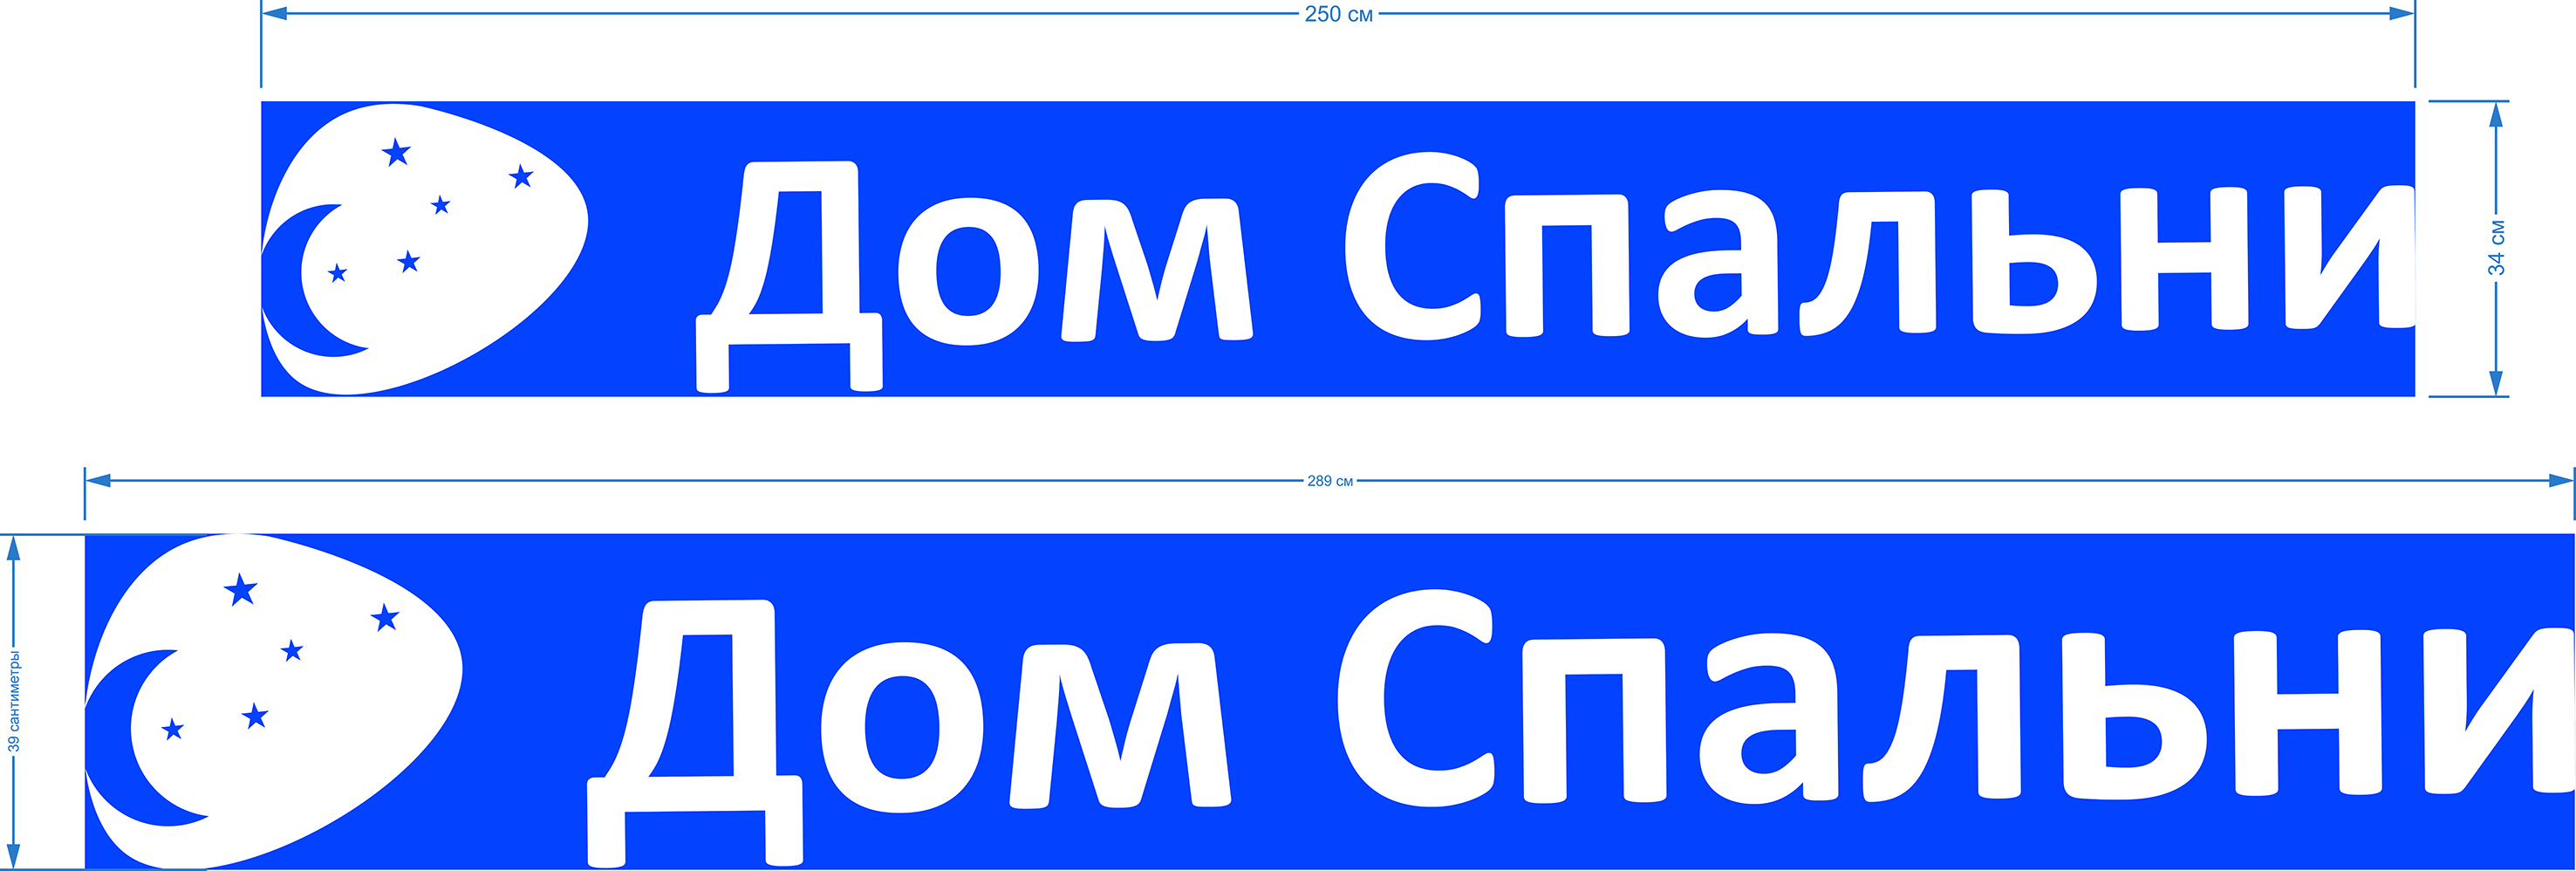 250 см
Дом Спальни
34 см
289 см
39 сантиметры
Дом Спальни